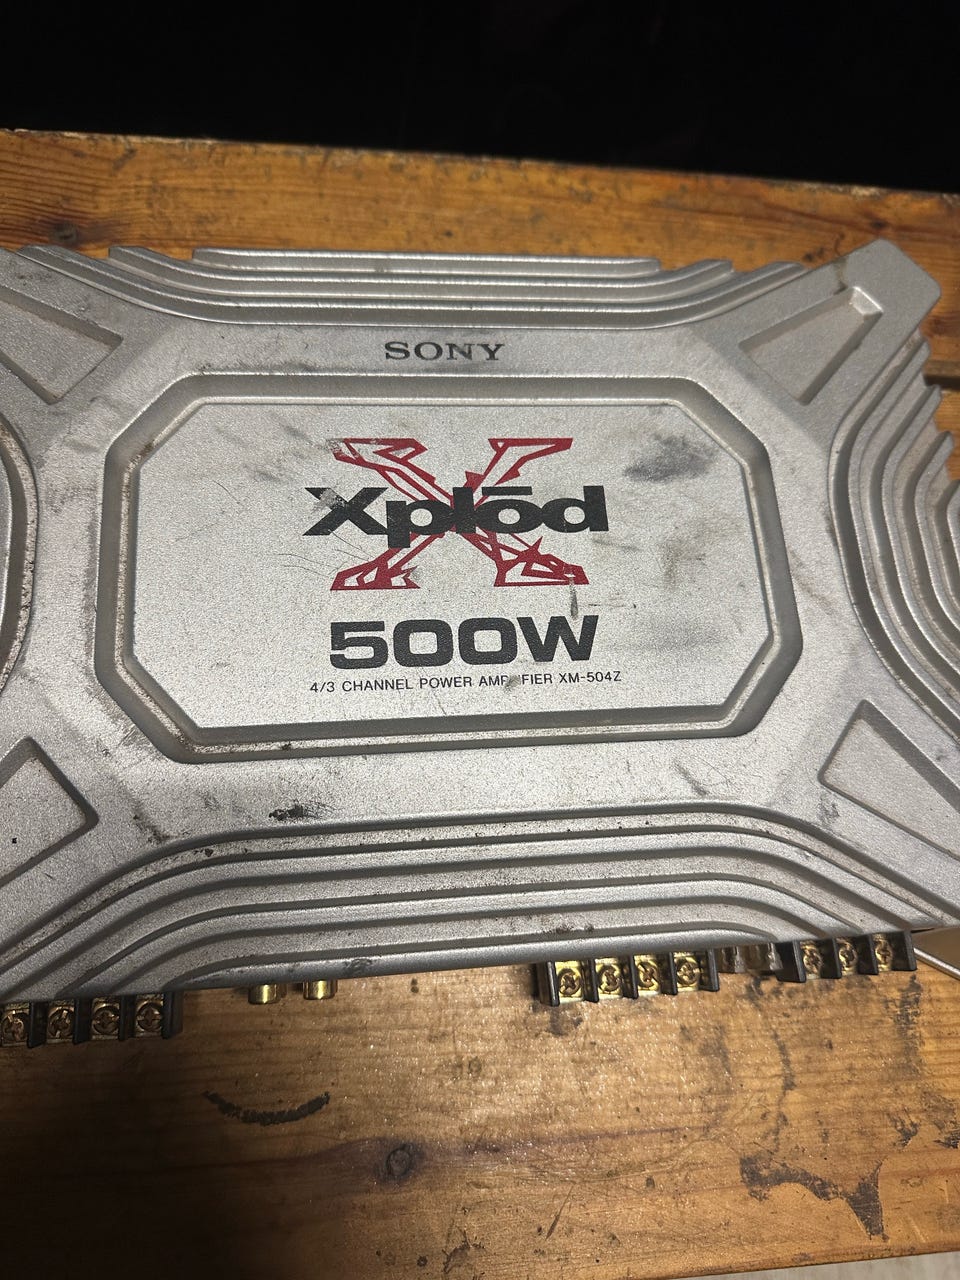 SONY
Xplōd
500W
4/3 CHANNEL POWER AMPLIFIER XM-504Z